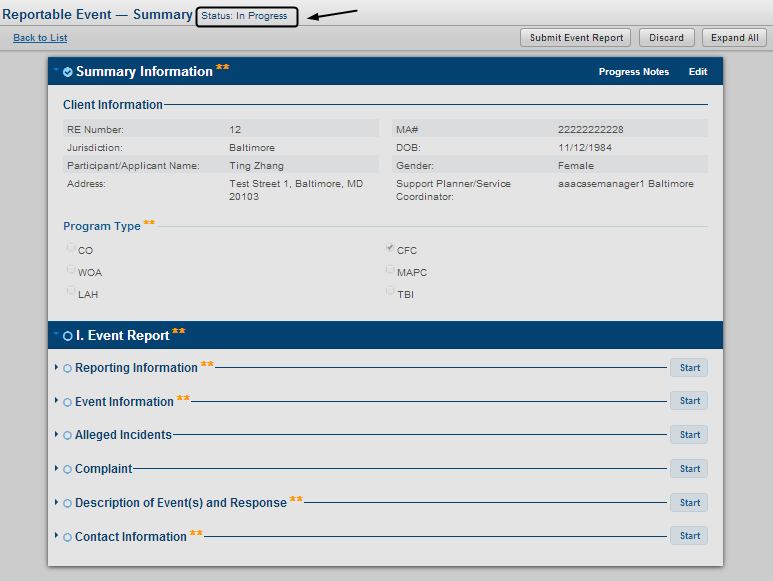 Reportable Event — Summary Status: In Progress
Back to List Submit Event Report Discard Expand All
Summary Information ** Progress Notes Edit
Client Information
RE Number: 12 MA# 22222222228
Jurisdiction: Baltimore DOB: 11/12/1984
Participant/Applicant Name: Ting Zhang Gender: Female
Address: Test Street 1, Baltimore, MD Support Planner/Service aaacasemanager1 Baltimore
20103 Coordinator:
Program Type **
CO CFC
WOA MAPC
LAH TBI
I. Event Report **
Reporting Information ** Start
Event Information ** Start
Alleged Incidents Start
Complaint Start
Description of Event(s) and Response ** Start
Contact Information ** Start